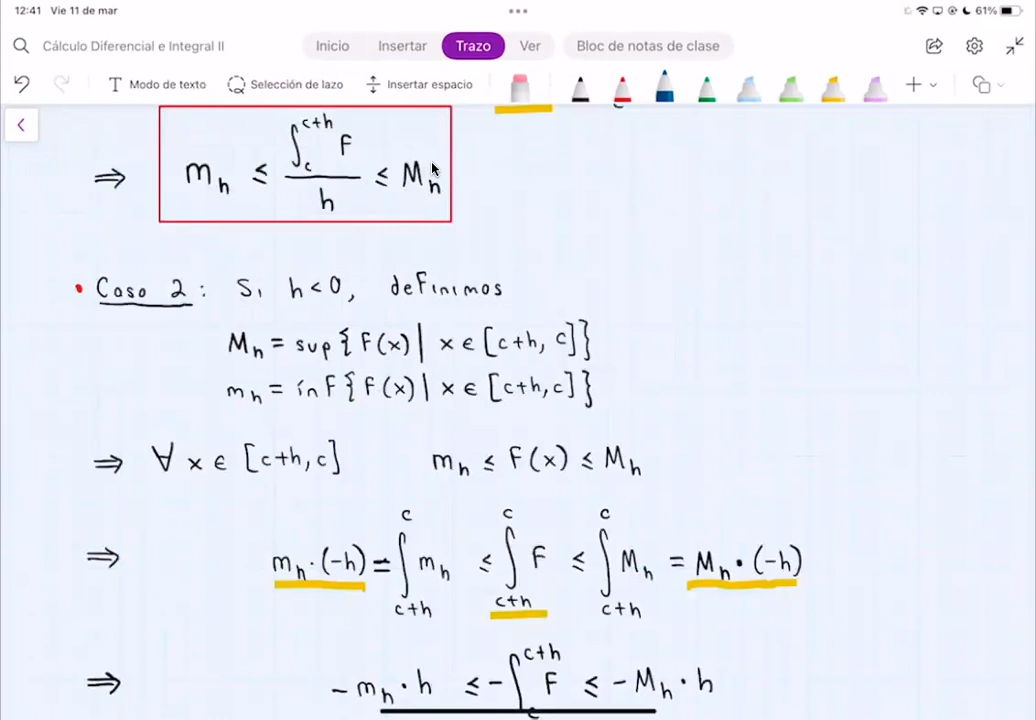 12:41 Vie 11 de mar ••• 61%
Cálculo Diferencial e Integral II Inicio Insertar Trazo Ver Bloc de notas de clase
Modo de texto Selección de lazo Insertar espacio
⇒ m_h ≤ (∫_c^{c+h} F)/h ≤ M_h
• Caso 2: Si h<0, definimos
M_h = sup{F(x)| x ∈ [c+h, c]}
m_h = inf{F(x)| x ∈ [c+h,c]}
⇒ ∀ x ∈ [c+h,c] m_h ≤ F(x) ≤ M_h
⇒ m_h·(-h) = ∫_{c+h}^c m_h ≤ ∫_{c+h}^c F ≤ ∫_{c+h}^c M_h = M_h·(-h)
⇒ -m_h·h ≤ -∫_c^{c+h} F ≤ -M_h·h